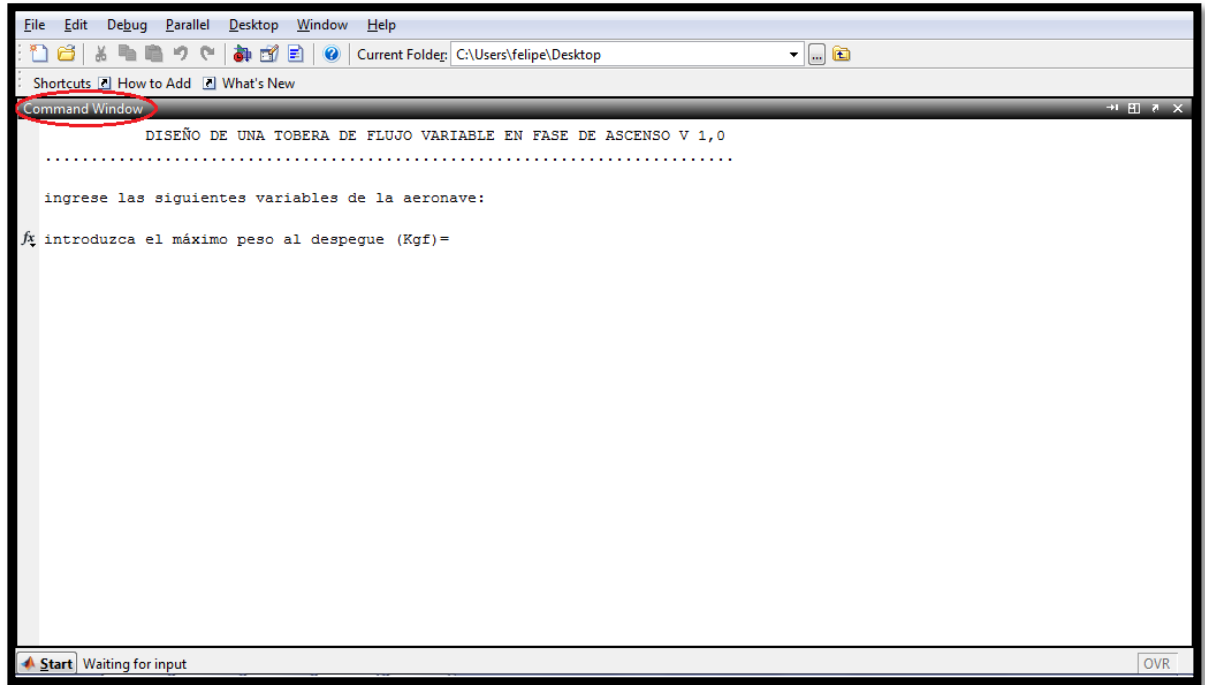 File Edit Debug Parallel Desktop Window Help
Current Folder: C:\Users\felipe\Desktop
Shortcuts How to Add What's New
Command Window
DISEÑO DE UNA TOBERA DE FLUJO VARIABLE EN FASE DE ASCENSO V 1,0
..........................................................................
ingrese las siguientes variables de la aeronave:
fx introduzca el máximo peso al despegue (Kgf)=
Start Waiting for input OVR